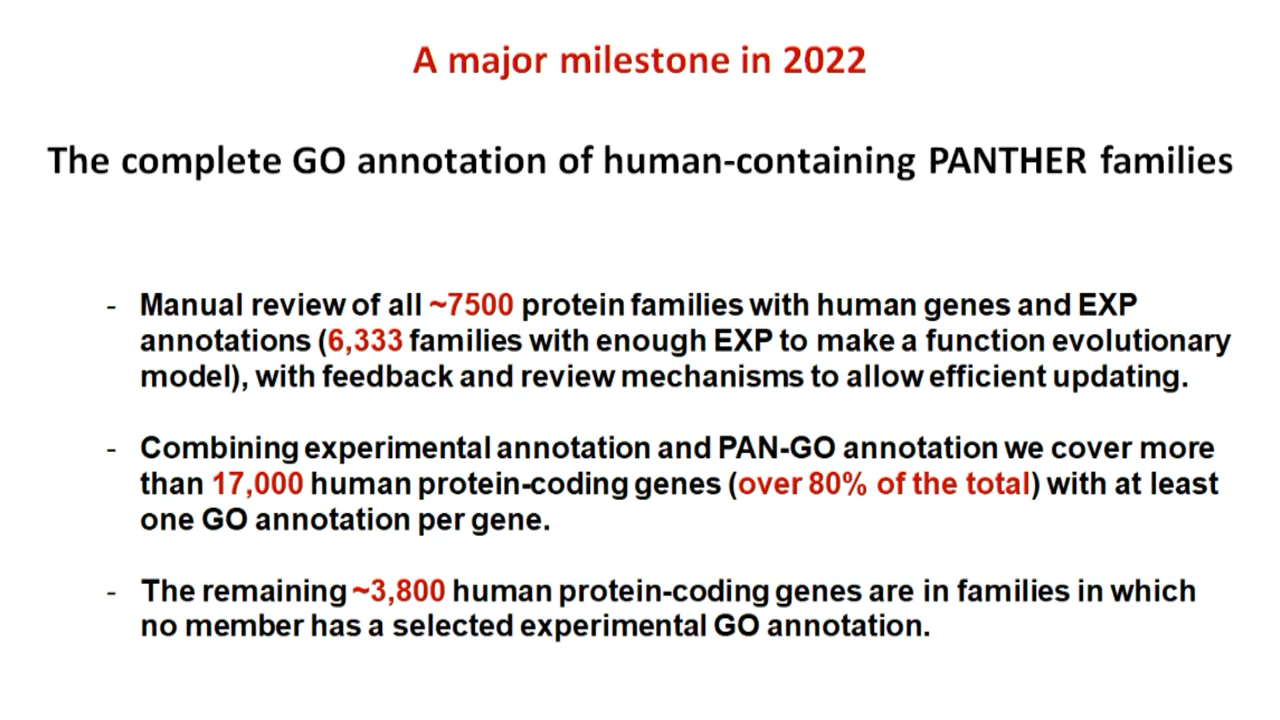 A major milestone in 2022
The complete GO annotation of human-containing PANTHER families
- Manual review of all ~7500 protein families with human genes and EXP
annotations (6,333 families with enough EXP to make a function evolutionary
model), with feedback and review mechanisms to allow efficient updating.
- Combining experimental annotation and PAN-GO annotation we cover more
than 17,000 human protein-coding genes (over 80% of the total) with at least
one GO annotation per gene.
- The remaining ~3,800 human protein-coding genes are in families in which
no member has a selected experimental GO annotation.